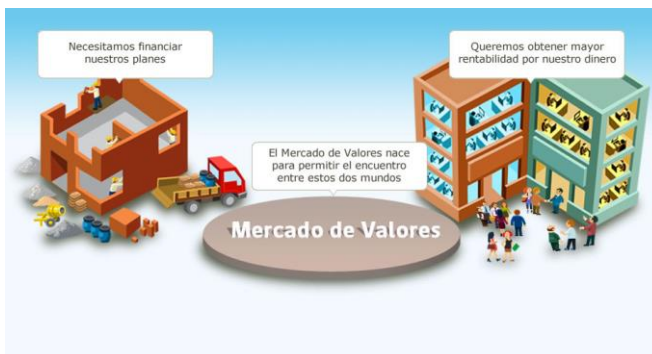 Necesitamos financiar
nuestros planes
Queremos obtener mayor
rentabilidad por nuestro dinero
El Mercado de Valores nace
para permitir el encuentro
entre estos dos mundos
Mercado de Valores